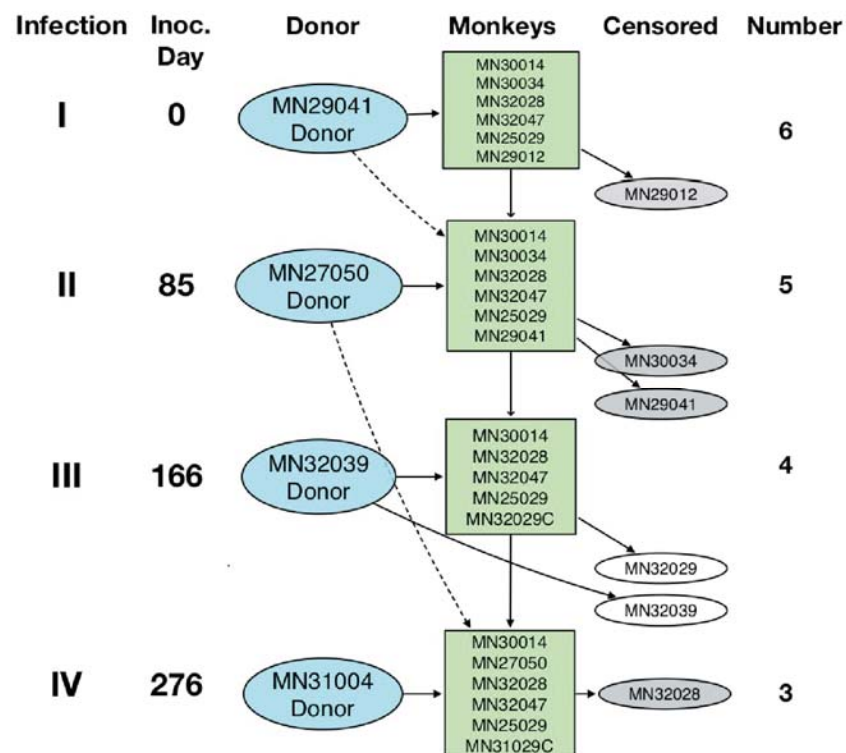 Infection Inoc. Day Donor Monkeys Censored Number
I 0 MN29041 Donor 6
MN30014
MN30034
MN32028
MN32047
MN25029
MN29012
MN29012
II 85 MN27050 Donor 5
MN30014
MN30034
MN32028
MN32047
MN25029
MN29041
MN30034
MN29041
III 166 MN32039 Donor 4
MN30014
MN32028
MN32047
MN25029
MN32029C
MN32029
MN32039
IV 276 MN31004 Donor 3
MN30014
MN27050
MN32028
MN32047
MN25029
MN31029C
MN32028